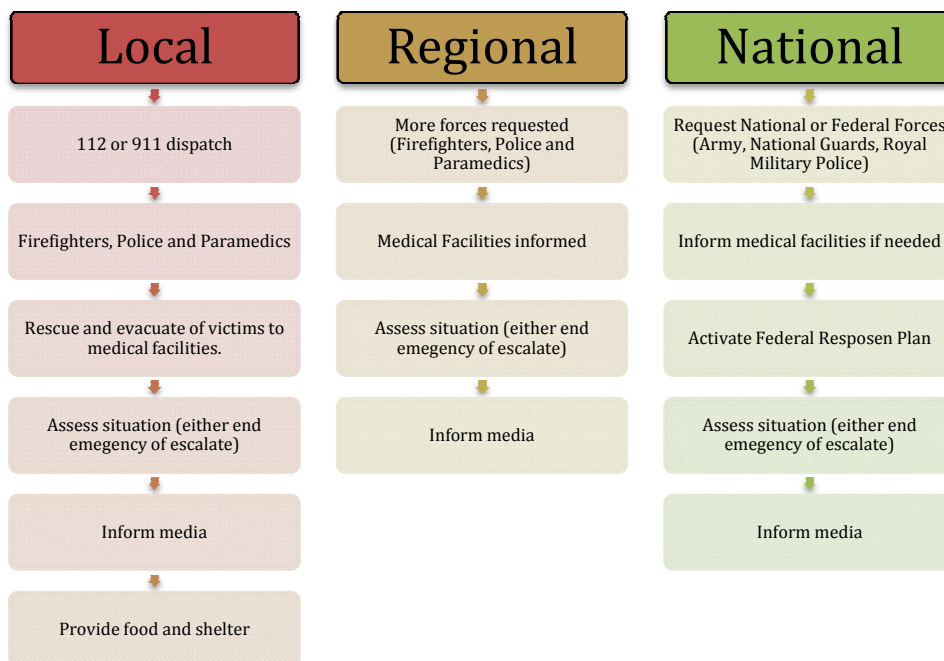 Local
112 or 911 dispatch
Firefighters, Police and Paramedics
Rescue and evacuate of victims to
medical facilities.
Assess situation (either end
emegency of escalate)
Inform media
Provide food and shelter
Regional
More forces requested
(Firefighters, Police and
Paramedics)
Medical Facilities informed
Assess situation (either end
emegency of escalate)
Inform media
National
Request National or Federal Forces
(Army, National Guards, Royal
Military Police)
Inform medical facilities if needed
Activate Federal Resposen Plan
Assess situation (either end
emegency of escalate)
Inform media